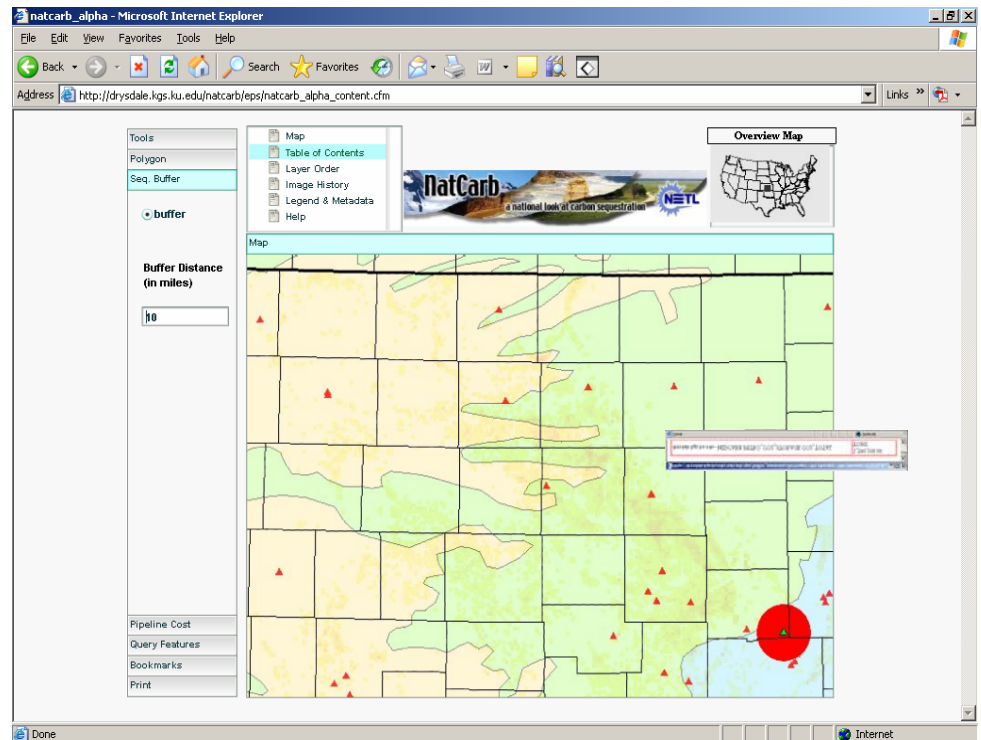 natcarb_alpha - Microsoft Internet Explorer
File Edit View Favorites Tools Help
Back Search Favorites
Address http://drysdale.kgs.ku.edu/natcarb/eps/natcarb_alpha_content.cfm Links »
Tools
Polygon
Seq. Buffer
buffer
Buffer Distance
(in miles)
10
Pipeline Cost
Query Features
Bookmarks
Print
Map
Table of Contents
Layer Order
Image History
Legend & Metadata
Help
NatCarb
a national look at carbon sequestration
NETL
Overview Map
Map
Done Internet